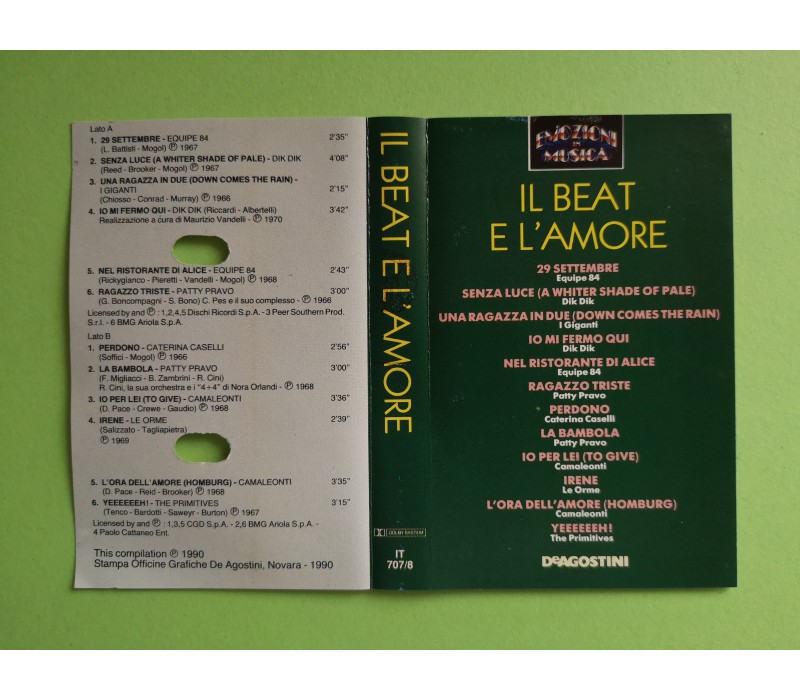 Lato A
1. 29 SETTEMBRE - EQUIPE 84 2'35"
(L. Battisti - Mogol) ℗ 1967
2. SENZA LUCE (A WHITER SHADE OF PALE) - DIK DIK 4'08"
(Reed - Brooker - Mogol) ℗ 1967
3. UNA RAGAZZA IN DUE (DOWN COMES THE RAIN) -
I GIGANTI 2'15"
(Chiosso - Conrad - Murray) ℗ 1966
4. IO MI FERMO QUI - DIK DIK (Riccardi - Albertelli) 3'42"
Realizzazione a cura di Maurizio Vandelli - ℗ 1970
5. NEL RISTORANTE DI ALICE - EQUIPE 84 2'43"
(Rickygianco - Pieretti - Vandelli - Mogol) ℗ 1968
6. RAGAZZO TRISTE - PATTY PRAVO 3'00"
(G. Boncompagni - S. Bono) C. Pes e il suo complesso - ℗ 1966
Licensed by and ℗ : 1,2,4,5 Dischi Ricordi S.p.A. - 3 Peer Southern Prod.
S.r.l. - 6 BMG Ariola S.p.A.
Lato B
1. PERDONO - CATERINA CASELLI 2'56"
(Soffici - Mogol) ℗ 1966
2. LA BAMBOLA - PATTY PRAVO 3'00"
(F. Migliacci - B. Zambrini - R. Cini)
R. Cini, la sua orchestra e i "4+4" di Nora Orlandi - ℗ 1968
3. IO PER LEI (TO GIVE) - CAMALEONTI 3'36"
(D. Pace - Crewe - Gaudio) ℗ 1968
4. IRENE - LE ORME 2'39"
(Salizzato - Tagliapietra)
℗ 1969
5. L'ORA DELL'AMORE (HOMBURG) - CAMALEONTI 3'35"
(D. Pace - Reid - Brooker) ℗ 1968
6. YEEEEEEH! - THE PRIMITIVES 3'15"
(Tenco - Bardotti - Saweyr - Burton) ℗ 1967
Licensed by and ℗ : 1,3,5 CGD S.p.A. - 2,6 BMG Ariola S.p.A. -
4 Paolo Cattaneo Ent.
This compilation ℗ 1990
Stampa Officine Grafiche De Agostini, Novara - 1990
IL BEAT E L'AMORE
DOLBY SYSTEM
IT
707/8
EMOZIONI
IN
MUSICA
IL BEAT
E L'AMORE
29 SETTEMBRE
Equipe 84
SENZA LUCE (A WHITER SHADE OF PALE)
Dik Dik
UNA RAGAZZA IN DUE (DOWN COMES THE RAIN)
I Giganti
IO MI FERMO QUI
Dik Dik
NEL RISTORANTE DI ALICE
Equipe 84
RAGAZZO TRISTE
Patty Pravo
PERDONO
Caterina Caselli
LA BAMBOLA
Patty Pravo
IO PER LEI (TO GIVE)
Camaleonti
IRENE
Le Orme
L'ORA DELL'AMORE (HOMBURG)
Camaleonti
YEEEEEEH!
The Primitives
DEAGOSTINI